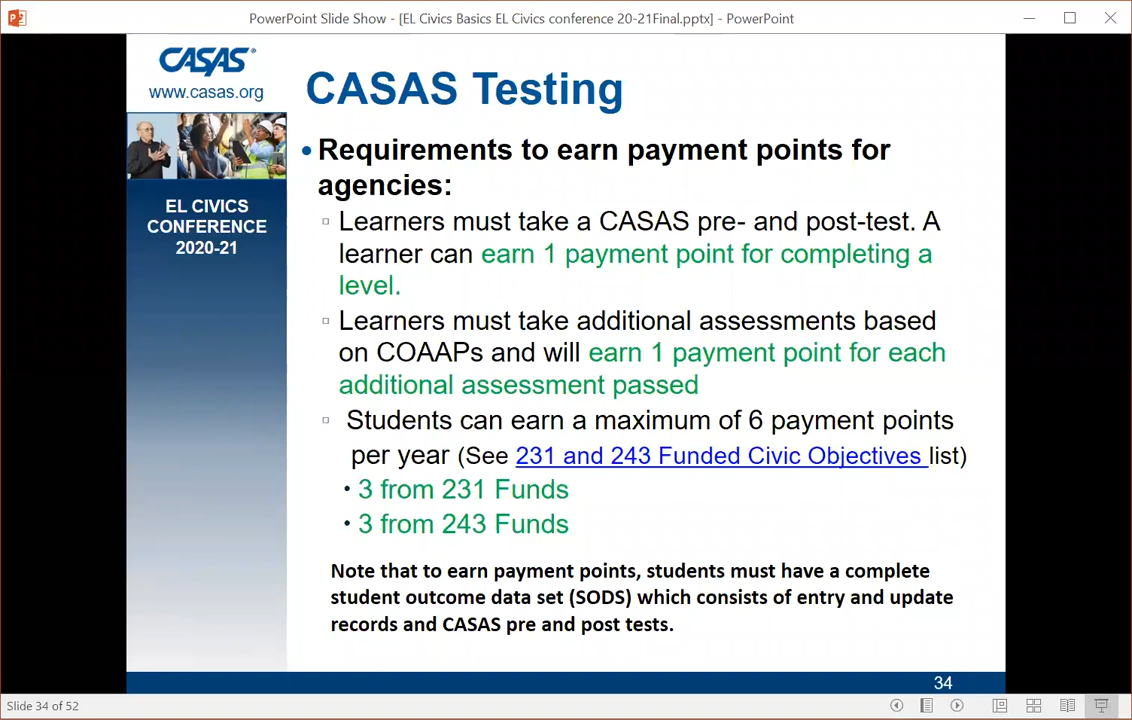 PowerPoint Slide Show - [EL Civics Basics EL Civics conference 20-21Final.pptx] - PowerPoint
CASAS®
www.casas.org
EL CIVICS
CONFERENCE
2020-21
CASAS Testing
• Requirements to earn payment points for
agencies:
▫ Learners must take a CASAS pre- and post-test. A
learner can earn 1 payment point for completing a
level.
▫ Learners must take additional assessments based
on COAAPs and will earn 1 payment point for each
additional assessment passed
▫ Students can earn a maximum of 6 payment points
per year (See 231 and 243 Funded Civic Objectives list)
• 3 from 231 Funds
• 3 from 243 Funds
Note that to earn payment points, students must have a complete
student outcome data set (SODS) which consists of entry and update
records and CASAS pre and post tests.
34
Slide 34 of 52